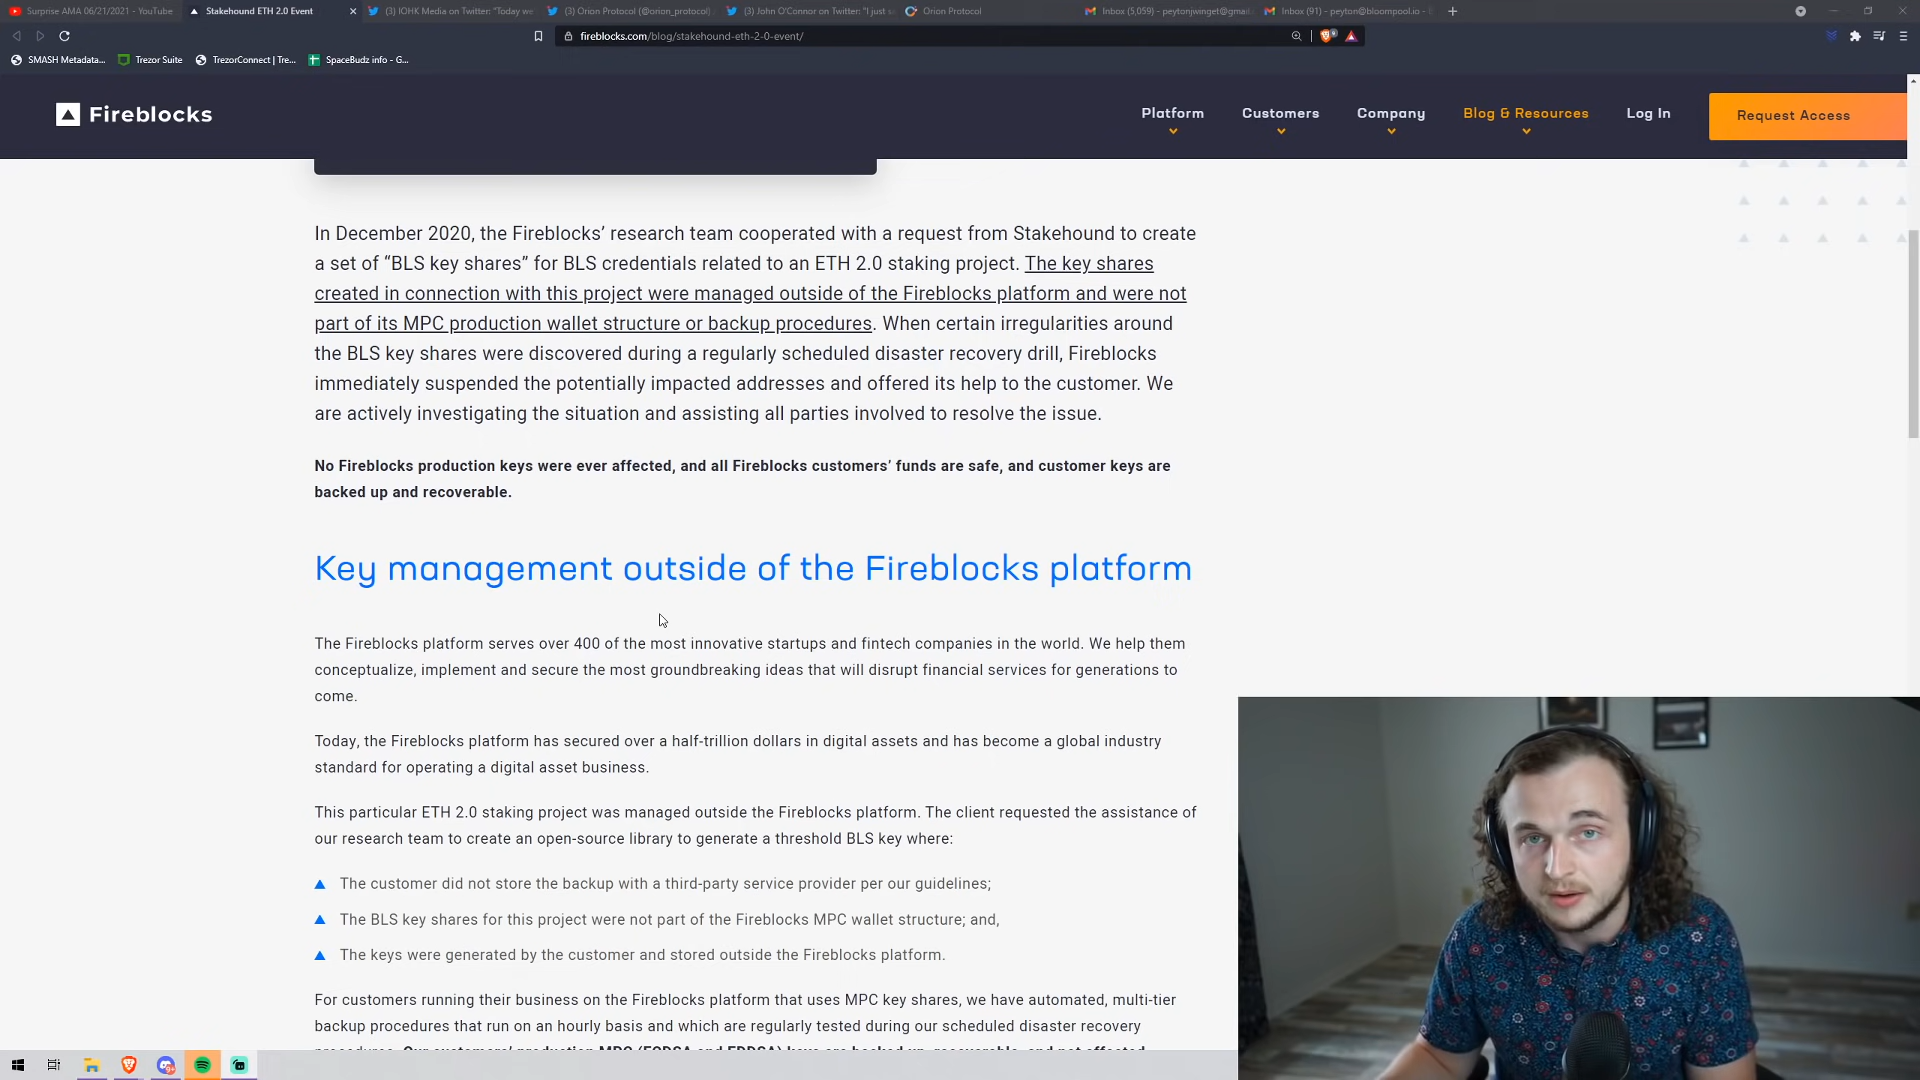 Surprise AMA 06/21/2021 - YouTube
Stakehound ETH 2.0 Event
(3) IOHK Media on Twitter: "Today we
(3) Orion Protocol (@orion_protocol)
(3) John O'Connor on Twitter: "I just s
Orion Protocol
Inbox (5,059) - peytonjwinget@gmail
Inbox (91) - peyton@bloompool.io -
fireblocks.com/blog/stakehound-eth-2-0-event/
SMASH Metadata...
Trezor Suite
TrezorConnect | Tre...
SpaceBudz info - G...
Fireblocks
Platform
Customers
Company
Blog & Resources
Log In
Request Access
In December 2020, the Fireblocks’ research team cooperated with a request from Stakehound to create
a set of “BLS key shares” for BLS credentials related to an ETH 2.0 staking project. The key shares
created in connection with this project were managed outside of the Fireblocks platform and were not
part of its MPC production wallet structure or backup procedures. When certain irregularities around
the BLS key shares were discovered during a regularly scheduled disaster recovery drill, Fireblocks
immediately suspended the potentially impacted addresses and offered its help to the customer. We
are actively investigating the situation and assisting all parties involved to resolve the issue.
No Fireblocks production keys were ever affected, and all Fireblocks customers’ funds are safe, and customer keys are
backed up and recoverable.
Key management outside of the Fireblocks platform
The Fireblocks platform serves over 400 of the most innovative startups and fintech companies in the world. We help them
conceptualize, implement and secure the most groundbreaking ideas that will disrupt financial services for generations to
come.
Today, the Fireblocks platform has secured over a half-trillion dollars in digital assets and has become a global industry
standard for operating a digital asset business.
This particular ETH 2.0 staking project was managed outside the Fireblocks platform. The client requested the assistance of
our research team to create an open-source library to generate a threshold BLS key where:
The customer did not store the backup with a third-party service provider per our guidelines;
The BLS key shares for this project were not part of the Fireblocks MPC wallet structure; and,
The keys were generated by the customer and stored outside the Fireblocks platform.
For customers running their business on the Fireblocks platform that uses MPC key shares, we have automated, multi-tier
backup procedures that run on an hourly basis and which are regularly tested during our scheduled disaster recovery
procedures. Our customers’ production MPC (ECDSA and EDDSA) keys are backed up, recoverable, and not affected